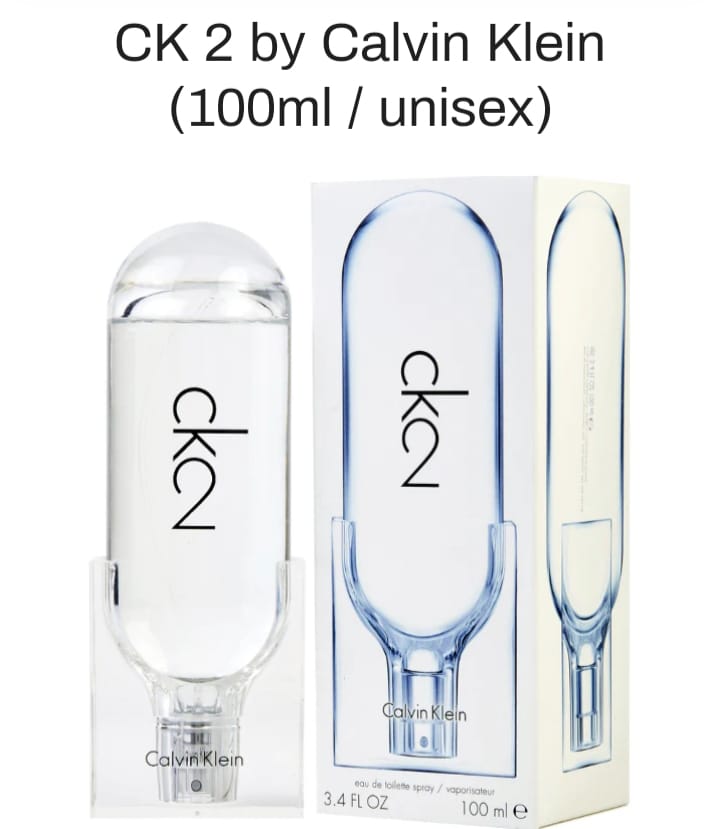 CK 2 by Calvin Klein
(100ml / unisex)
ck2
Calvin Klein
ck2
Calvin Klein
eau de toilette spray / vaporisateur
3.4 FL OZ 100 ml e